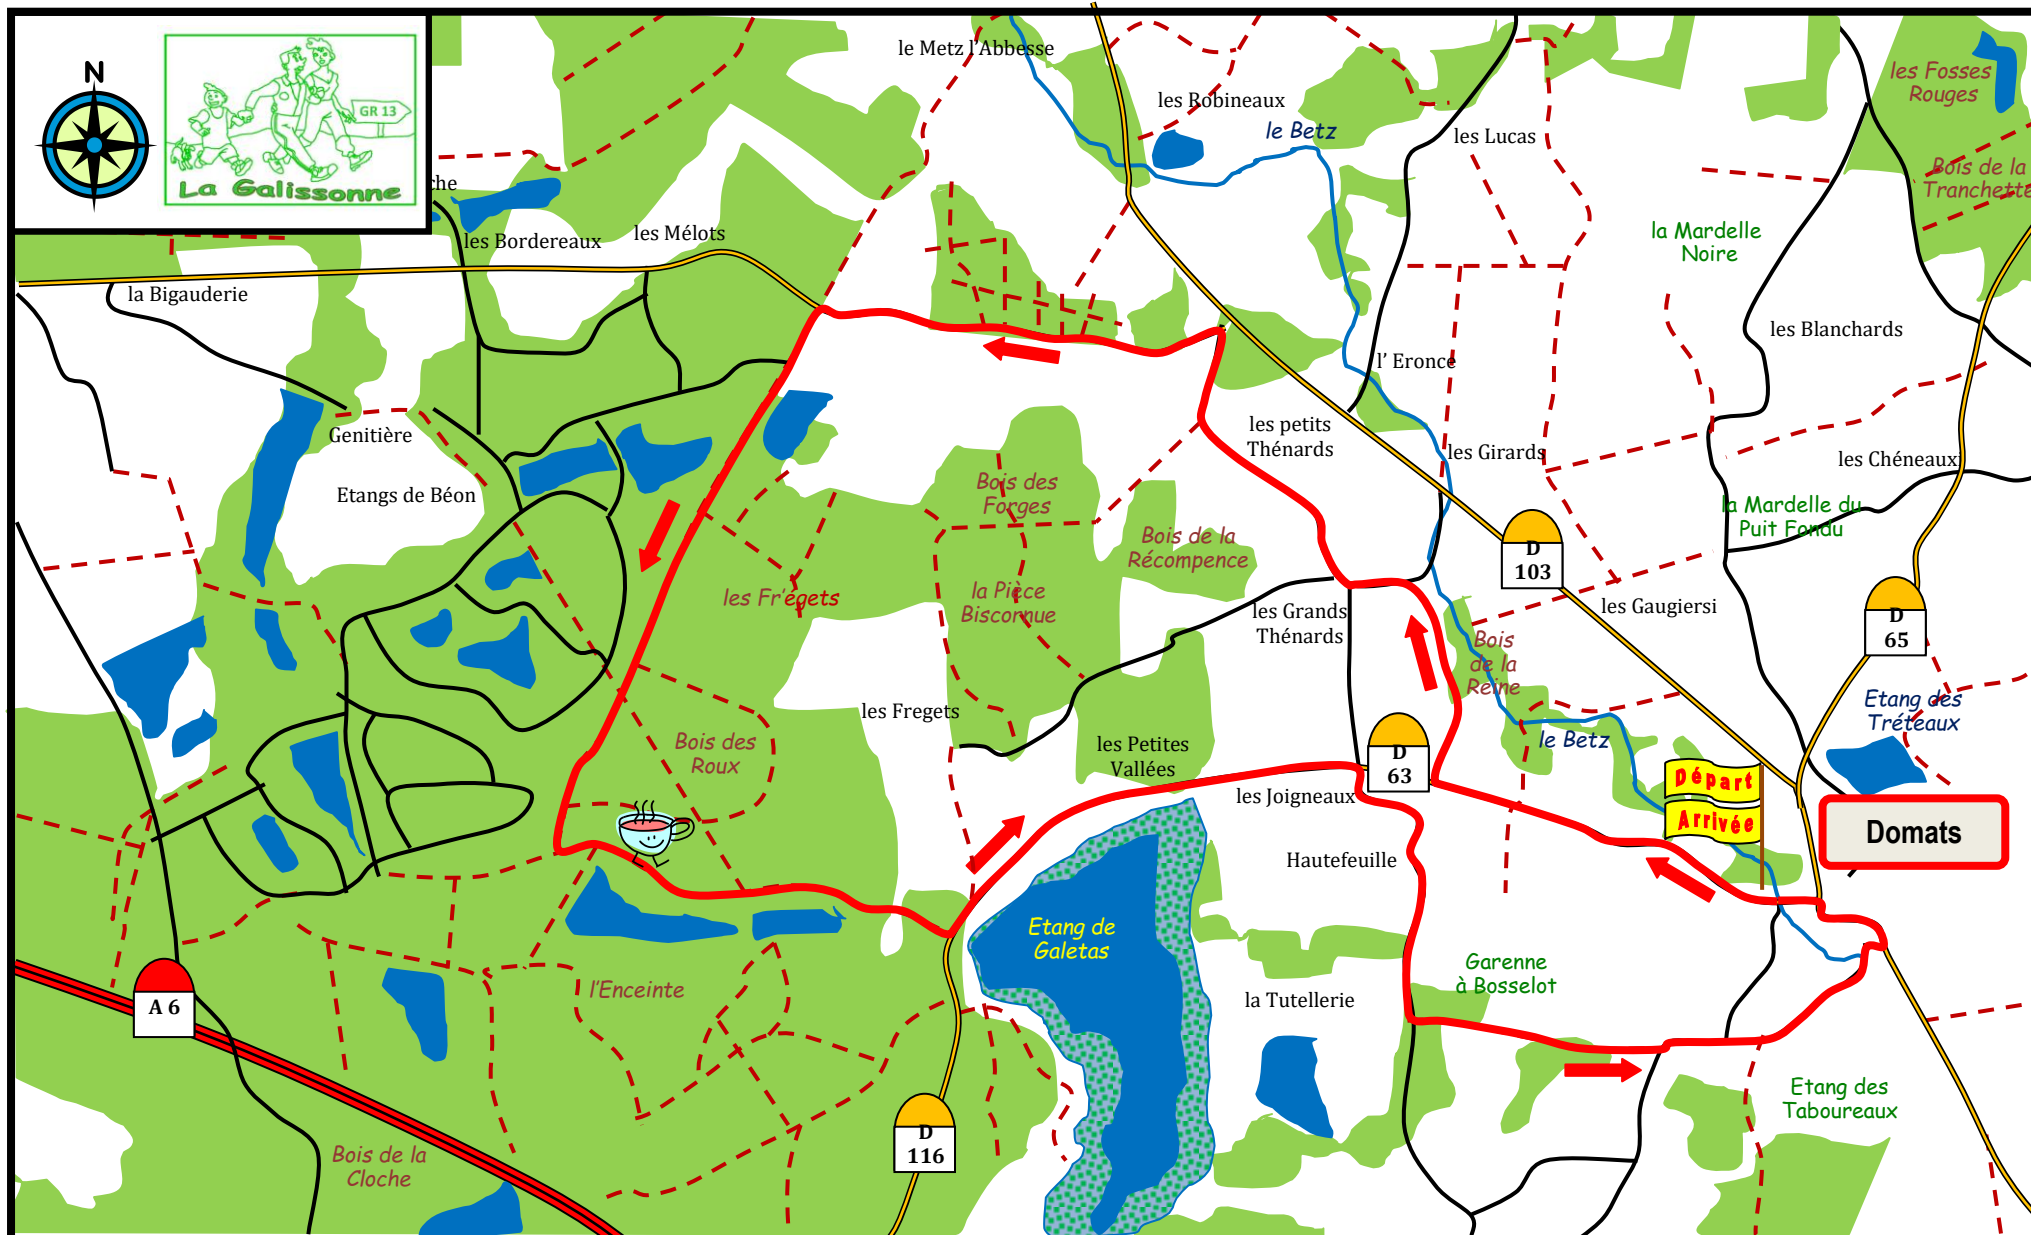 N
GR 13
La Galissonne
che
le Metz l'Abbesse
les Robineaux
le Betz
les Lucas
les Fosses
Rouges
Bois de la
Tranchette
les Bordereaux
les Mélots
la Mardelle
Noire
la Bigauderie
les Blanchards
l' Eronce
Genitière
les petits
Thénards
les Girards
les Chéneauxi
Etangs de Béon
Bois des
Forges
la Mardelle du
Puit Fondu
Bois de la
Récompence
D
103
les Fr'égets
la Pièce
Biscornue
les Grands
Thénards
les Gaugiersi
D
65
Bois
de la
Reine
les Fregets
Etang des
Tréteaux
Bois des
Roux
les Petites
Vallées
D
63
le Betz
Départ
Arrivée
les Joigneaux
Domats
Hautefeuille
Etang de
Galetas
l'Enceinte
la Tutellerie
Garenne
à Bosselot
A 6
Etang des
Taboureaux
D
116
Bois de la
Cloche